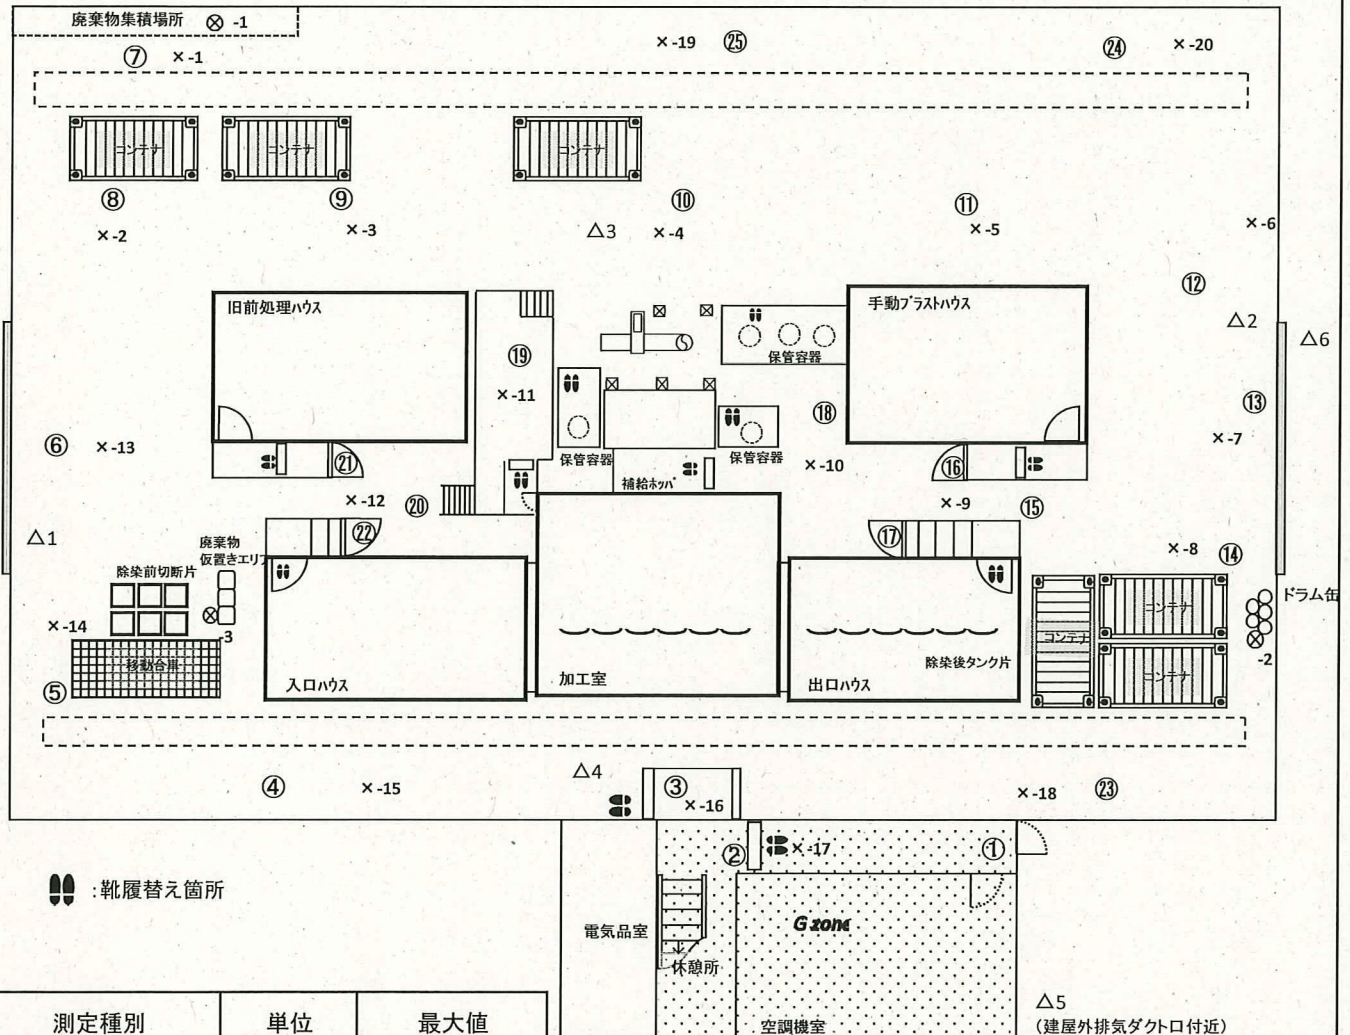 廃棄物集積場所 ⊗ -1
⑦ ×-1
×-19 ㉕
㉔ ×-20
コンテナ
コンテナ
コンテナ
⑧
⑨
⑩
⑪
×-2
×-3
△3 ×-4
×-5
×-6
⑫
旧前処理ハウス
手動ブラストハウス
△2
△6
保管容器
⑲
×-11
⑱
⑬
⑥ ×-13
×-7
㉑
保管容器
保管容器
×-10
⑯
補給ホッパ
×-12 ⑳
×-9
⑮
△1
㉒
⑰
×-8 ⑭
廃棄物
仮置きエリア
除染前切断片
ドラム缶
コンテナ
×-14
⊗
-3
コンテナ
⊗
-2
移動台車
除染後タンク片
コンテナ
⑤
入口ハウス
加工室
出口ハウス
△4
③
④ ×-15
×-16
×-18 ㉓
② ×-17
①
:靴履替え箇所
電気品室
G zone
休憩所
△5
(建屋外排気ダクト口付近)
空調機室
測定種別 単位 最大値